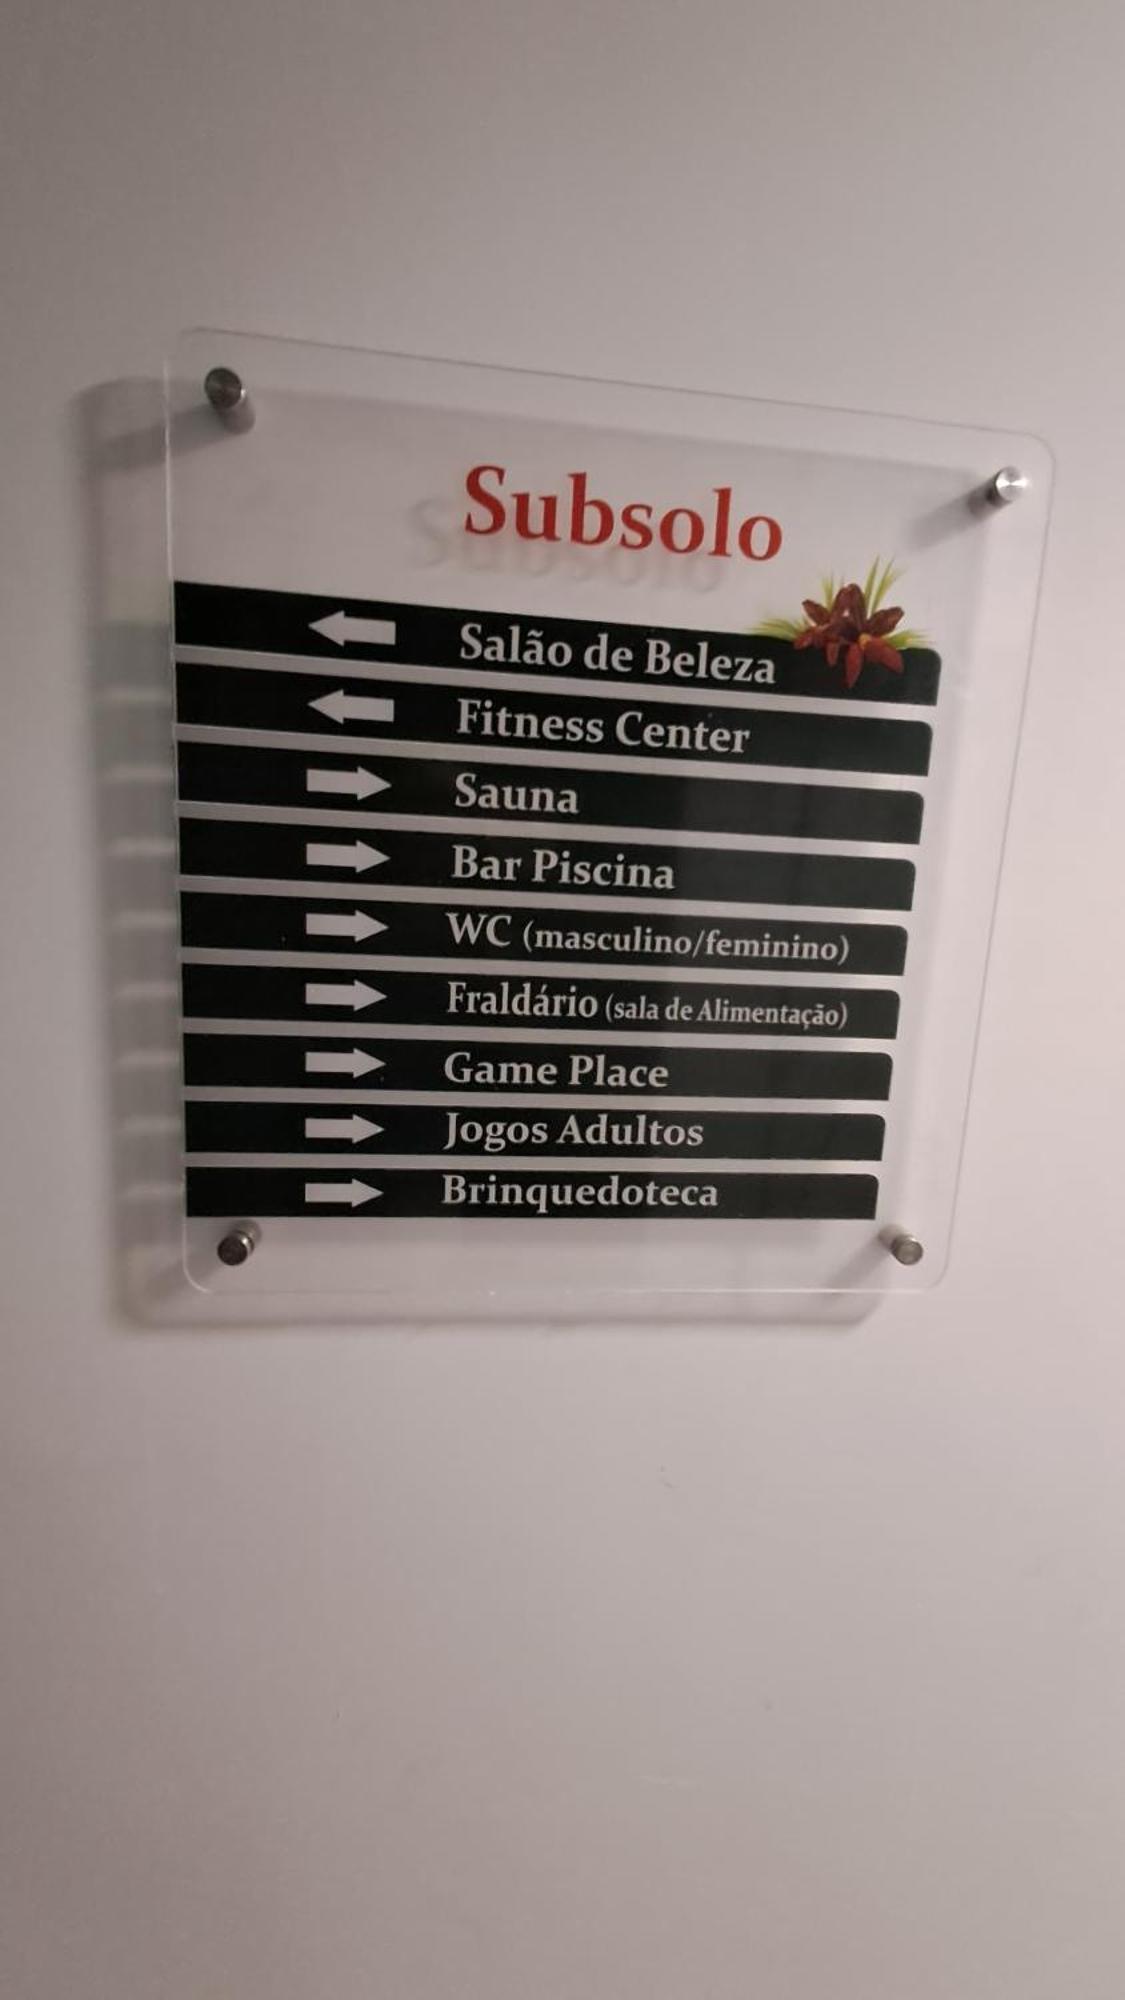 Subsolo
Salão de Beleza
Fitness Center
Sauna
Bar Piscina
WC (masculino/feminino)
Fraldário (sala de Alimentação)
Game Place
Jogos Adultos
Brinquedoteca